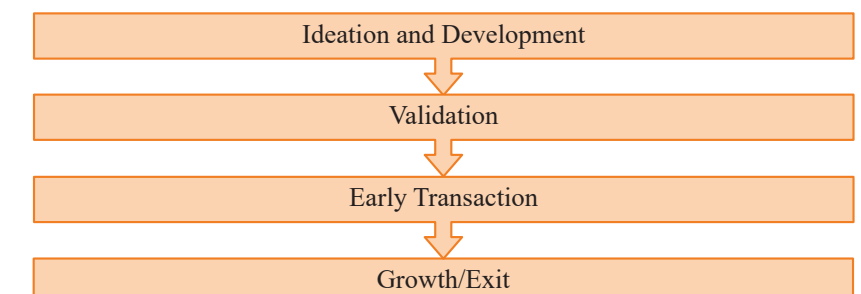 Ideation and Development
Validation
Early Transaction
Growth/Exit